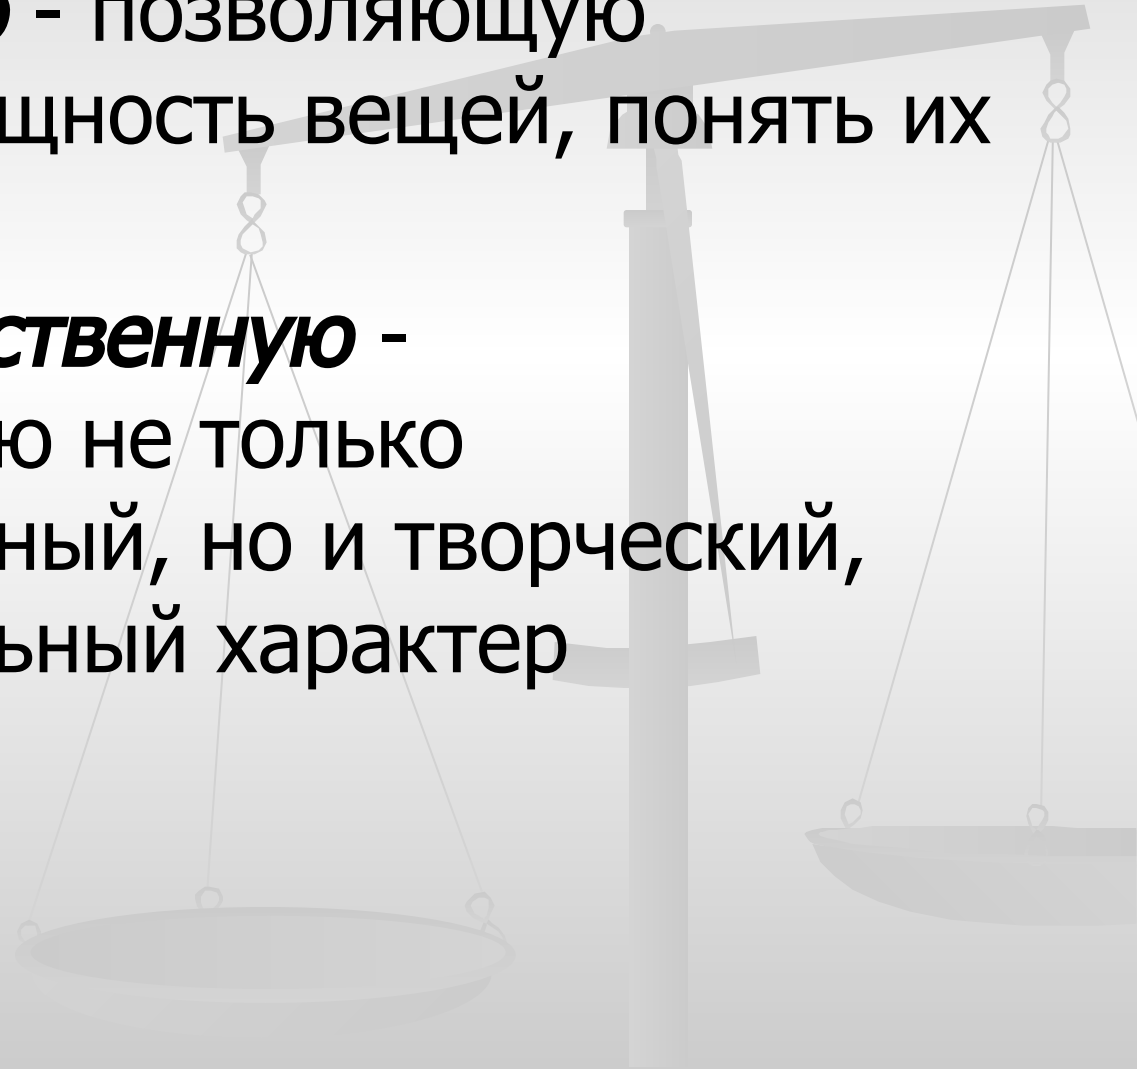 - позволяющую
щность вещей, понять их
ственную -
ю не только
ный, но и творческий,
ьный характер